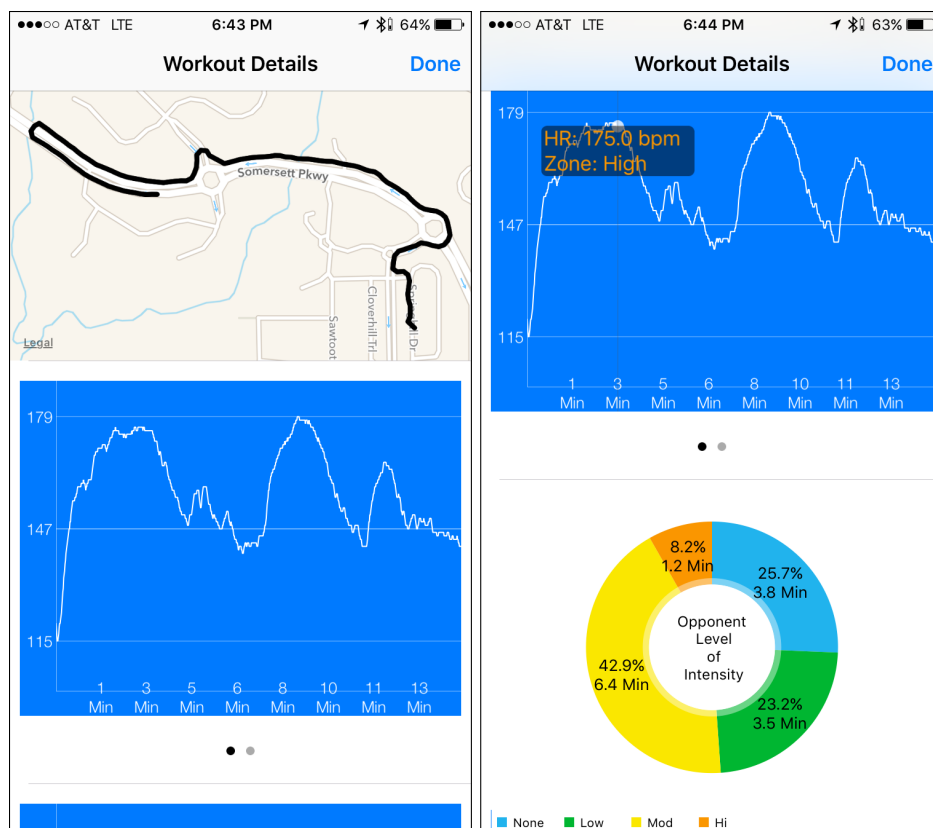 AT&T LTE 6:43 PM 64%
Workout Details Done
Somersett Pkwy
Sawtoot
Cloverhill Trl
Dr
Legal
179
147
115
1 3 5 6 8 10 11 13
Min Min Min Min Min Min Min Min
AT&T LTE 6:44 PM 63%
Workout Details Done
179
HR: 175.0 bpm
Zone: High
147
115
1 3 5 6 8 10 11 13
Min Min Min Min Min Min Min Min
8.2%
1.2 Min
25.7%
3.8 Min
Opponent
Level
of
Intensity
42.9%
6.4 Min
23.2%
3.5 Min
None Low Mod Hi